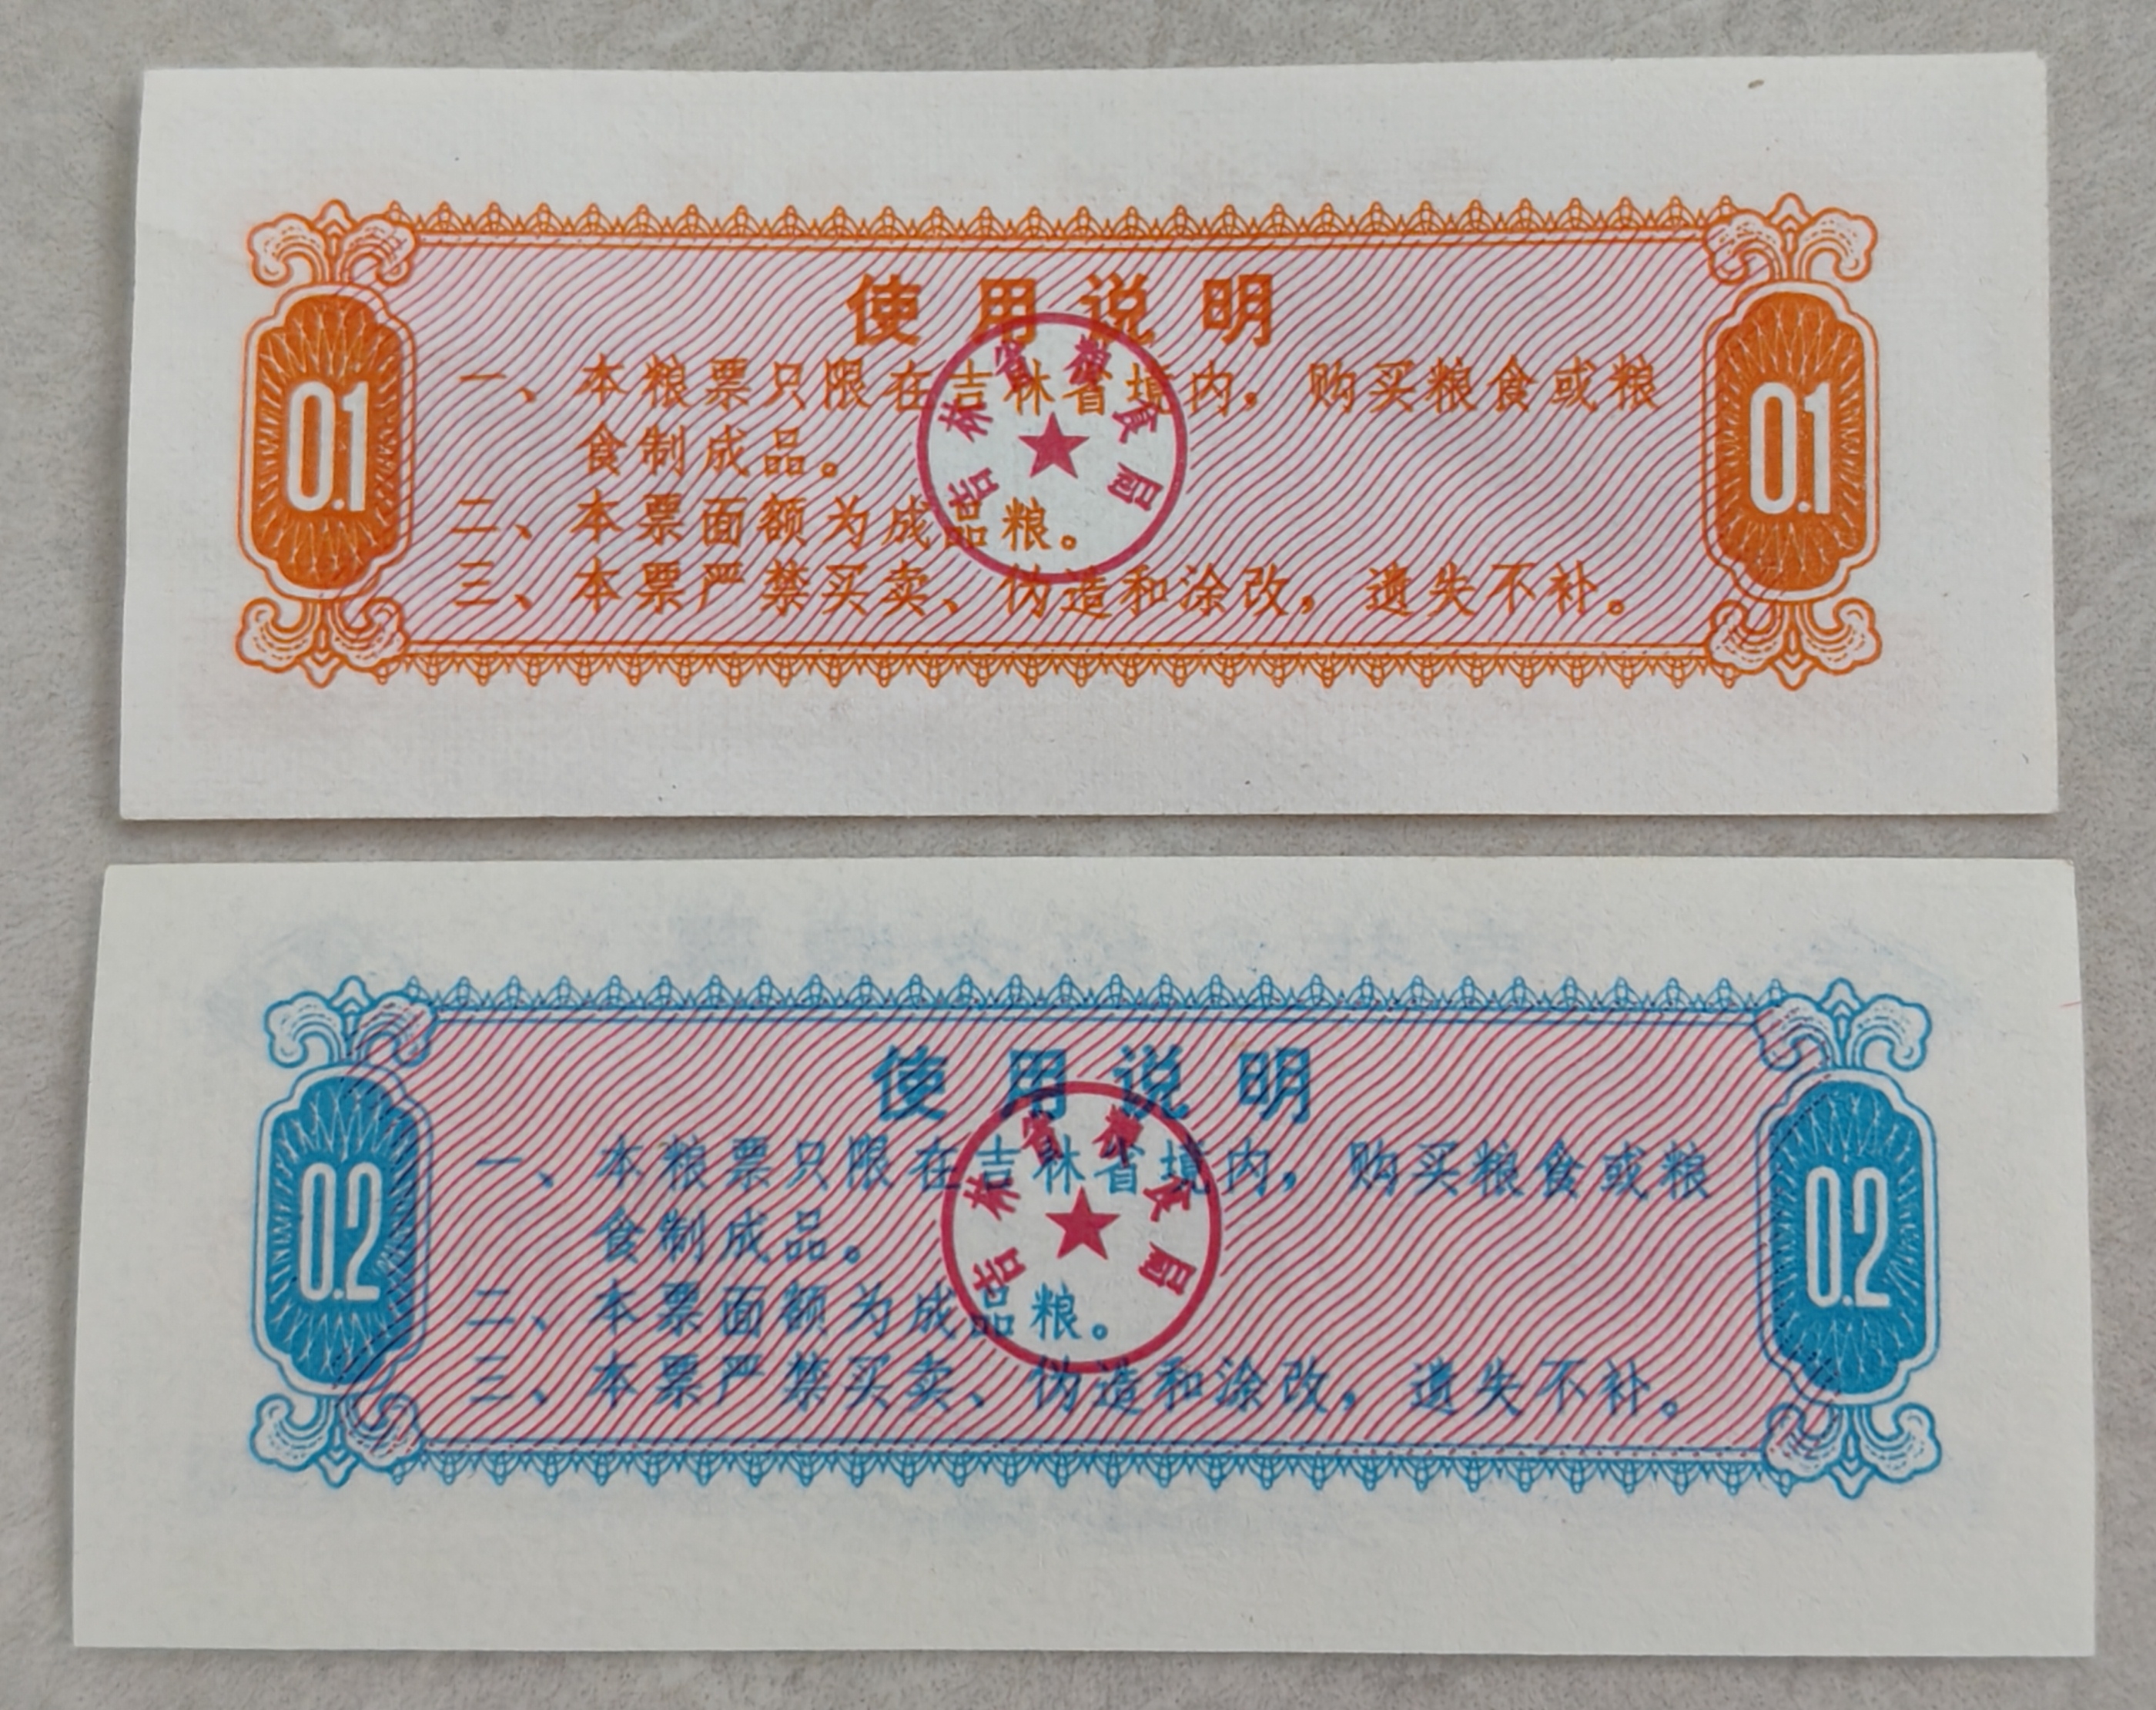 使用说明
0.1
一、本粮票只限在吉林省境内，购买粮食或粮
食制成品。
二、本票面额为成品粮。
三、本票严禁买卖、伪造和涂改，遗失不补。
0.1
吉林省粮食局
使用说明
0.2
一、本粮票只限在吉林省境内，购买粮食或粮
食制成品。
二、本票面额为成品粮。
三、本票严禁买卖、伪造和涂改，遗失不补。
0.2
吉林省粮食局